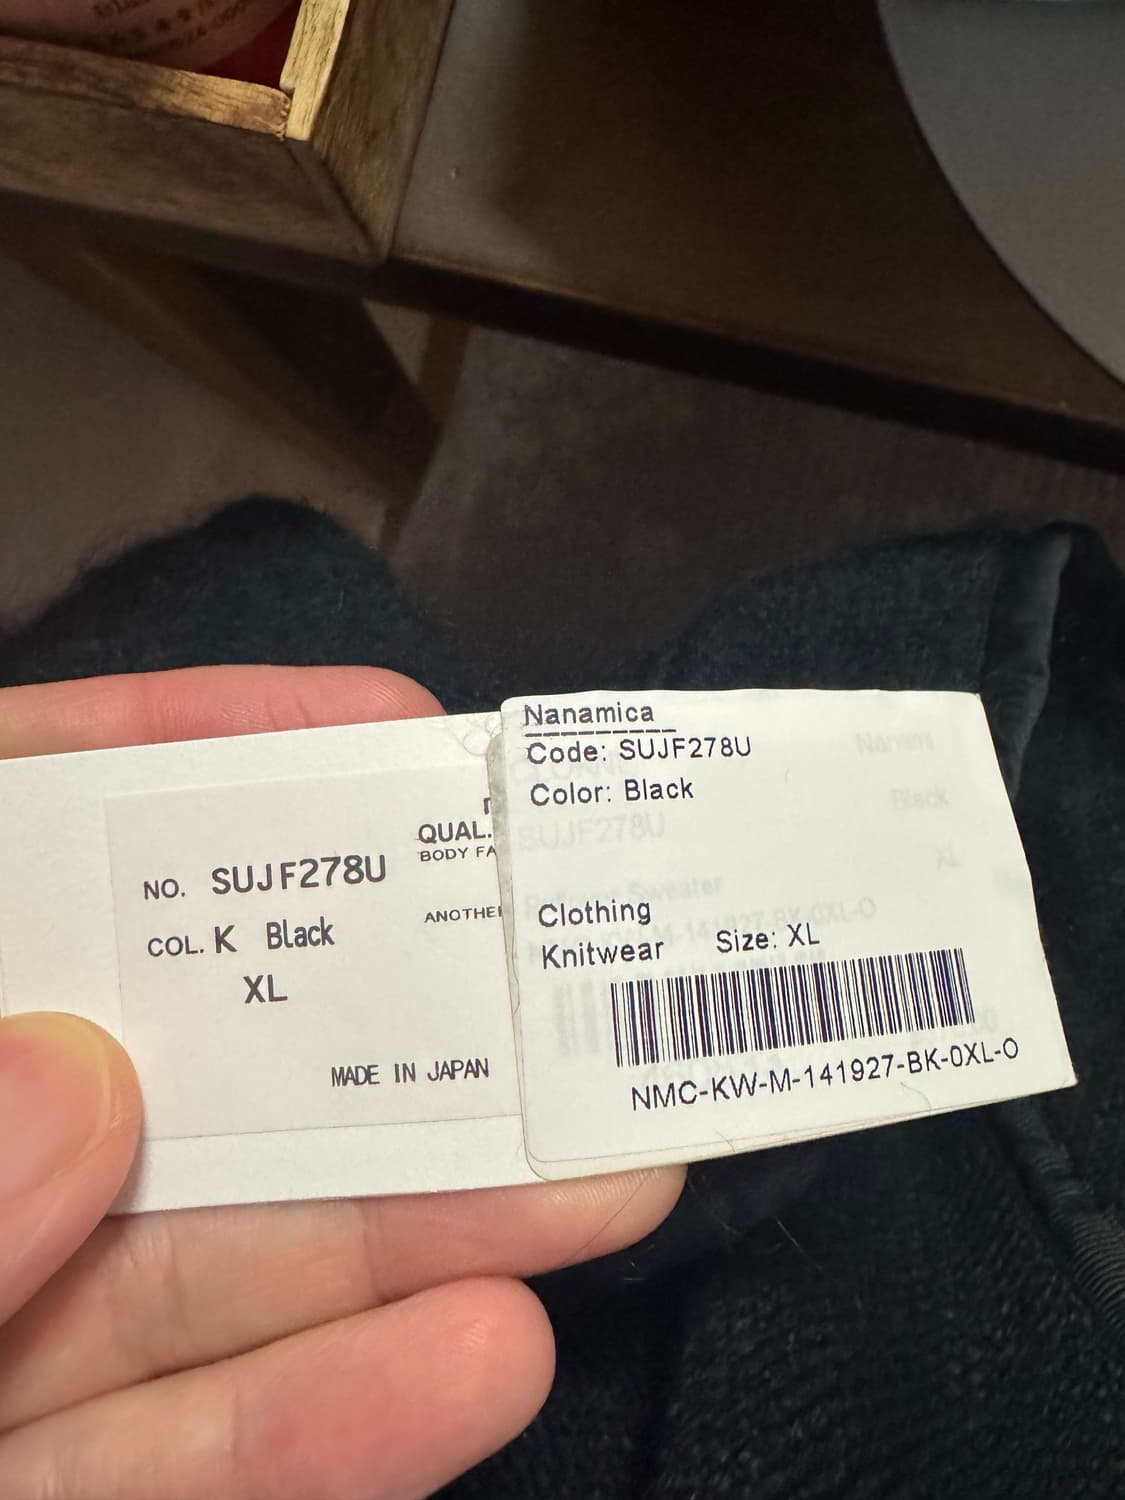 NO. SUJF278U
COL. K Black
XL
QUAL.
BODY FA
ANOTHE
MADE IN JAPAN
Nanamica
Code: SUJF278U
Color: Black
Clothing
Knitwear Size: XL
NMC-KW-M-141927-BK-0XL-O